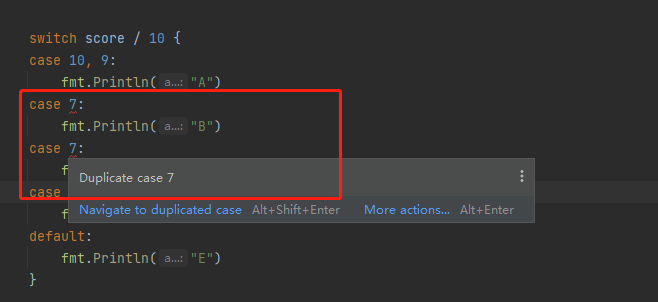 switch score / 10 {
case 10, 9:
fmt.Println( a...: "A")
case 7:
fmt.Println( a...: "B")
case 7:
f
Duplicate case 7
case
Navigate to duplicated case Alt+Shift+Enter More actions... Alt+Enter
f
default:
fmt.Println( a...: "E")
}